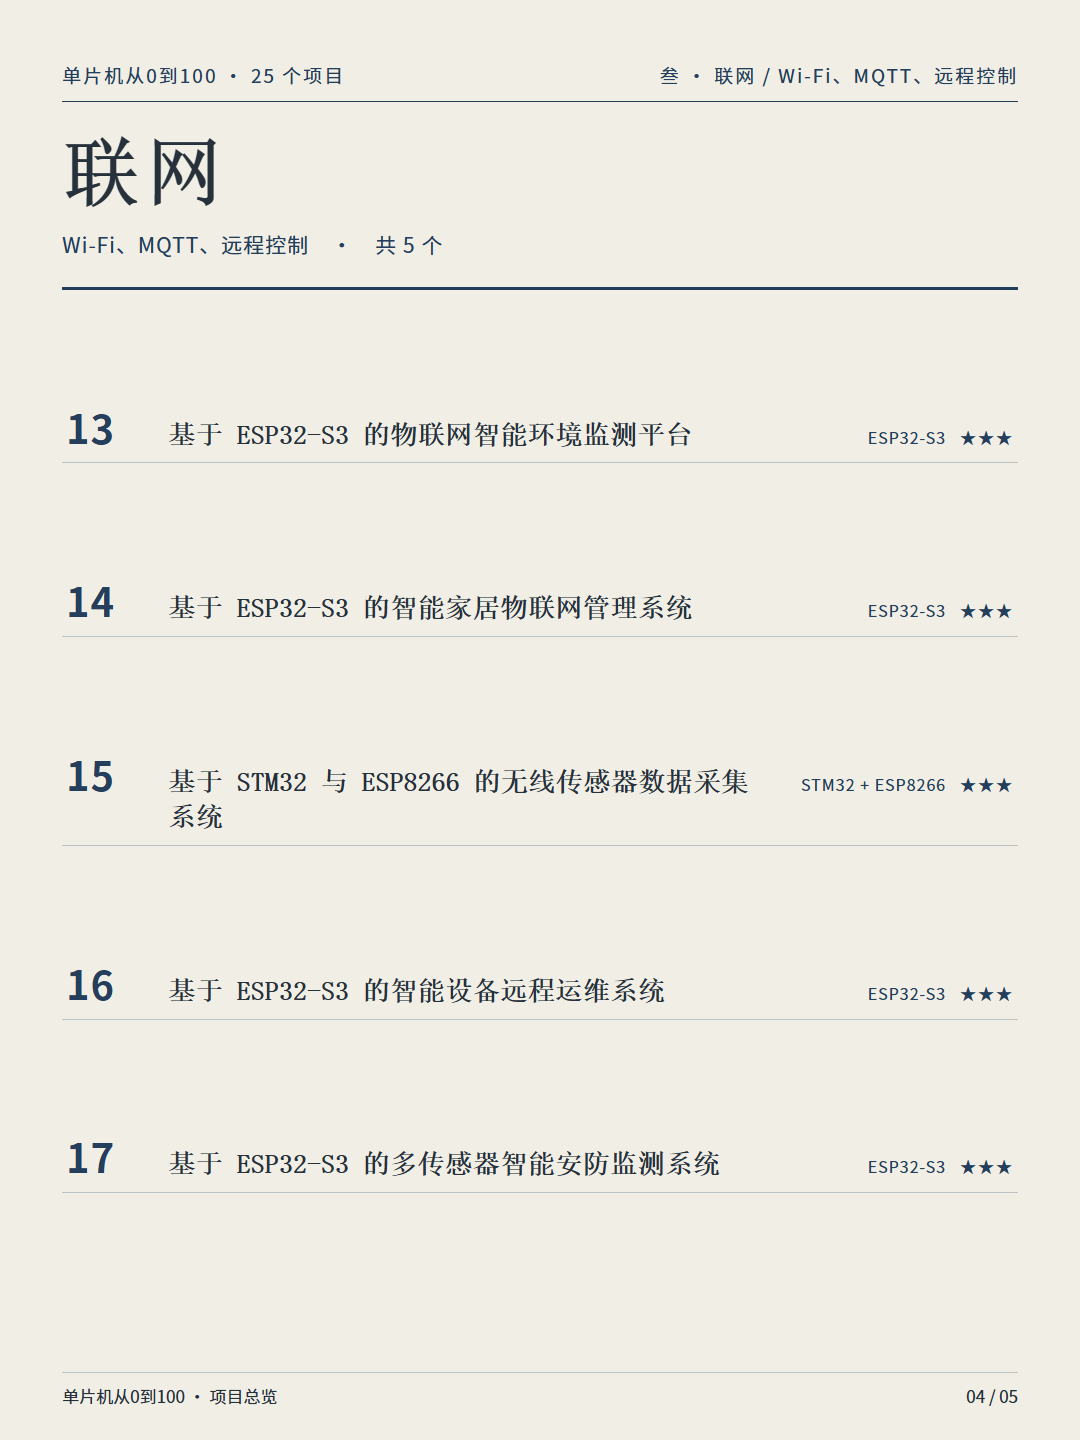 单片机从0到100 · 25 个项目
叁 · 联网 / Wi-Fi、MQTT、远程控制
联网
Wi-Fi、MQTT、远程控制 · 共 5 个
13 基于 ESP32-S3 的物联网智能环境监测平台 ESP32-S3 ★★★
14 基于 ESP32-S3 的智能家居物联网管理系统 ESP32-S3 ★★★
15 基于 STM32 与 ESP8266 的无线传感器数据采集 STM32 + ESP8266 ★★★
系统
16 基于 ESP32-S3 的智能设备远程运维系统 ESP32-S3 ★★★
17 基于 ESP32-S3 的多传感器智能安防监测系统 ESP32-S3 ★★★
单片机从0到100 · 项目总览
04 / 05